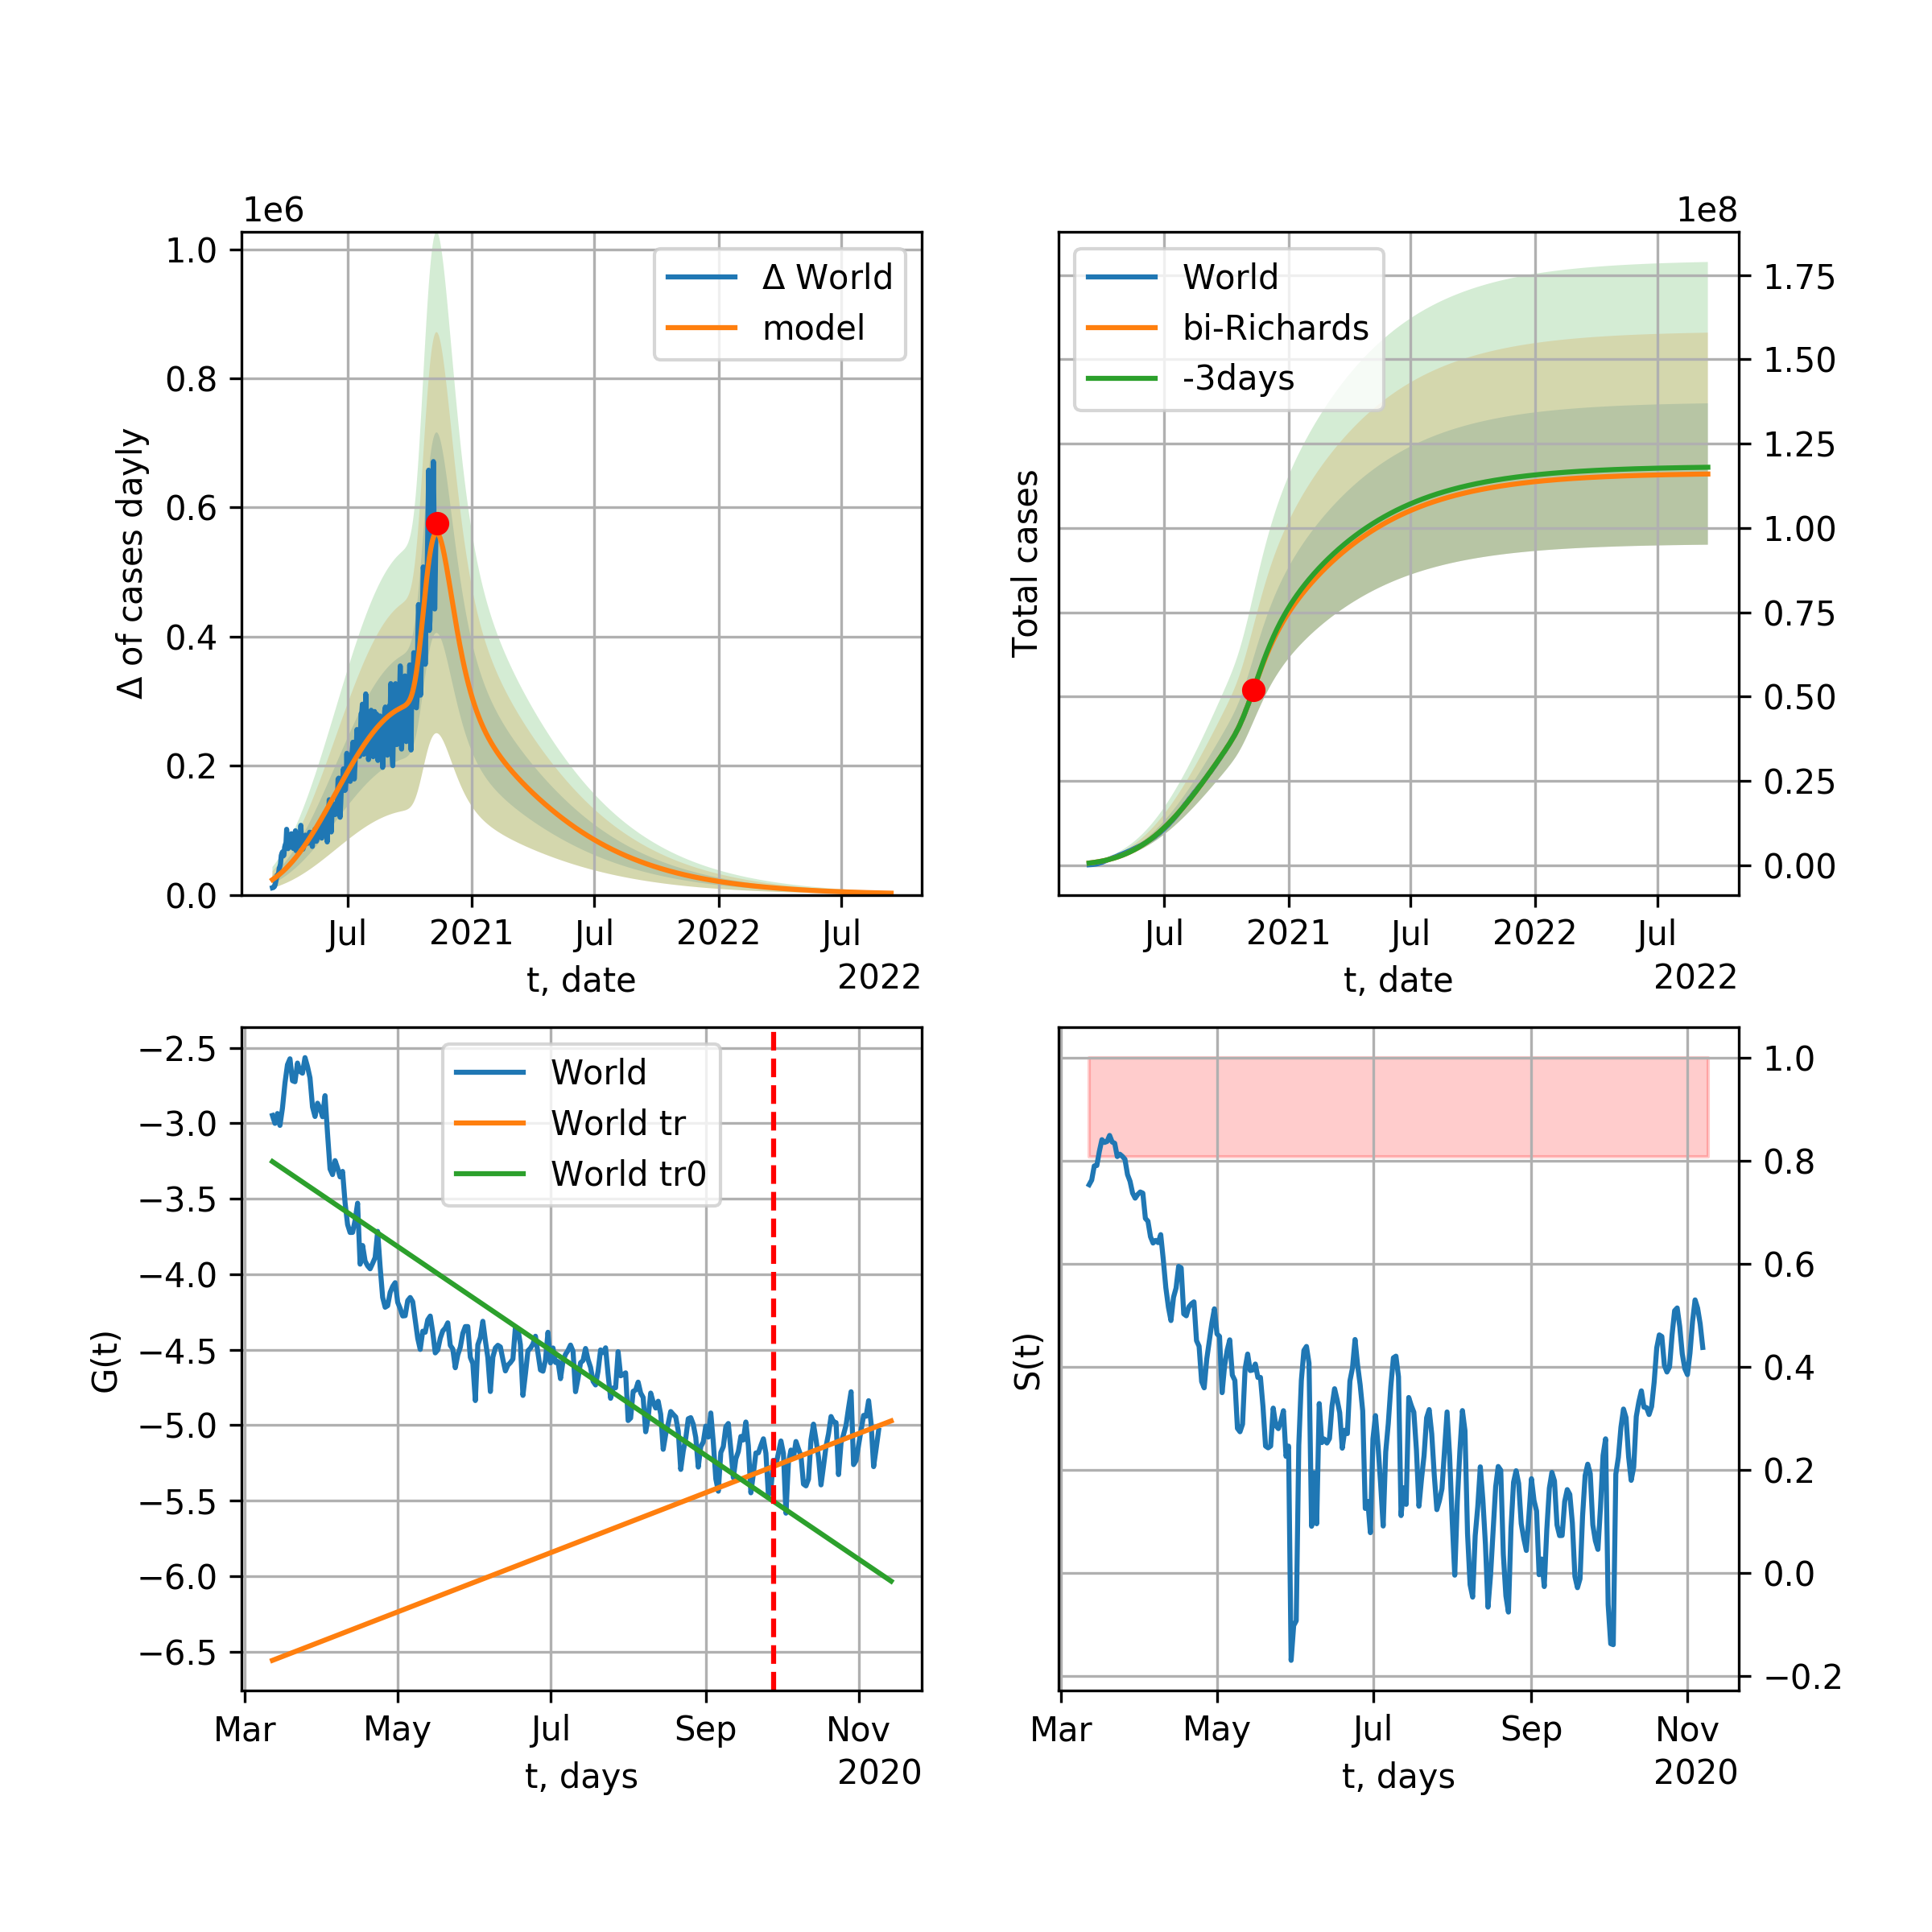 1e6
1.0
0.8
0.6
0.4
0.2
0.0
Δ of cases dayly
Δ World
model
Jul
2021
Jul
2022
Jul
t, date
2022
1e8
World
bi-Richards
-3days
Total cases
1.75
1.50
1.25
1.00
0.75
0.50
0.25
0.00
Jul
2021
Jul
2022
Jul
t, date
2022
−2.5
−3.0
−3.5
−4.0
−4.5
−5.0
−5.5
−6.0
−6.5
G(t)
World
World tr
World tr0
Mar
May
Jul
Sep
Nov
t, days
2020
S(t)
1.0
0.8
0.6
0.4
0.2
0.0
−0.2
Mar
May
Jul
Sep
Nov
t, days
2020